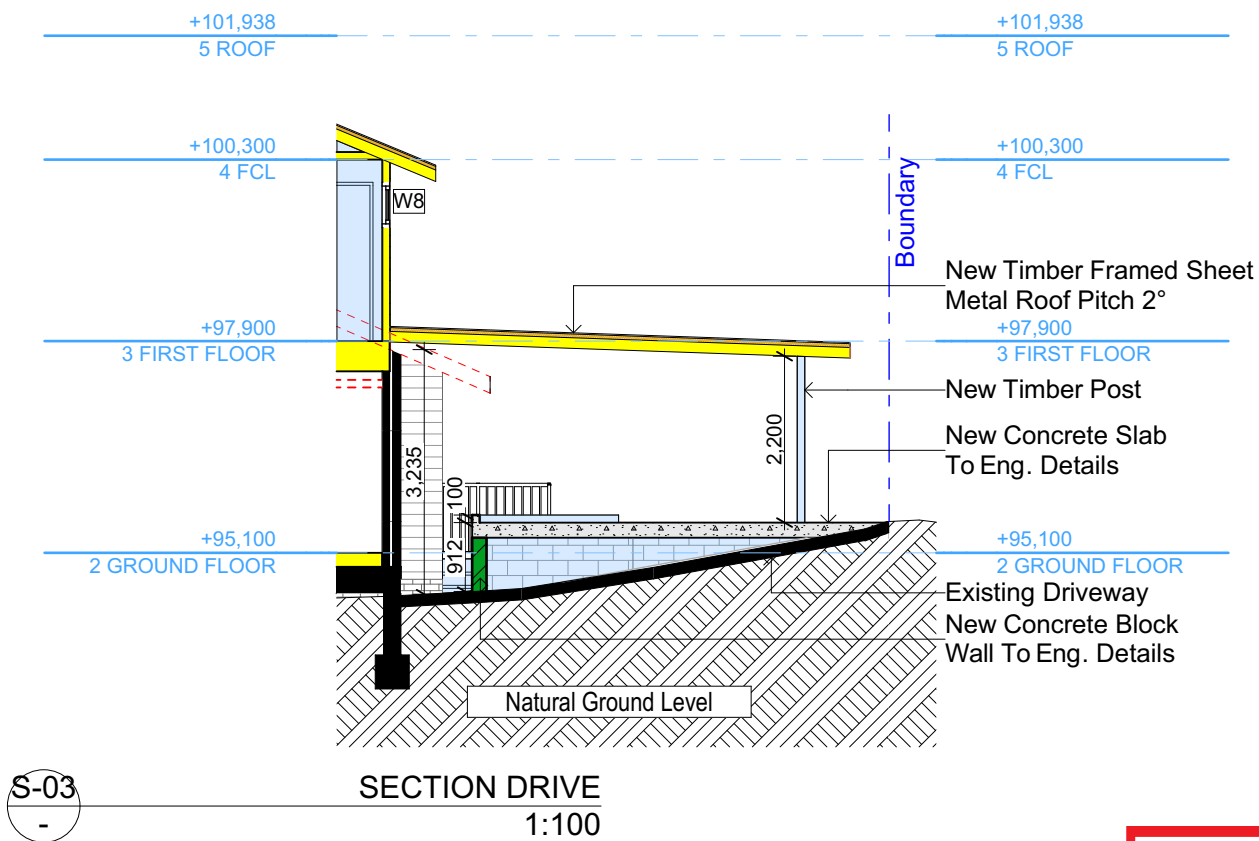 +101,938
5 ROOF
+101,938
5 ROOF
+100,300
4 FCL
+100,300
4 FCL
W8
Boundary
New Timber Framed Sheet
Metal Roof Pitch 2°
+97,900
3 FIRST FLOOR
+97,900
3 FIRST FLOOR
New Timber Post
3,235
2,200
New Concrete Slab
To Eng. Details
100
912
+95,100
2 GROUND FLOOR
+95,100
2 GROUND FLOOR
Existing Driveway
New Concrete Block
Wall To Eng. Details
Natural Ground Level
S-03
-
SECTION DRIVE
1:100